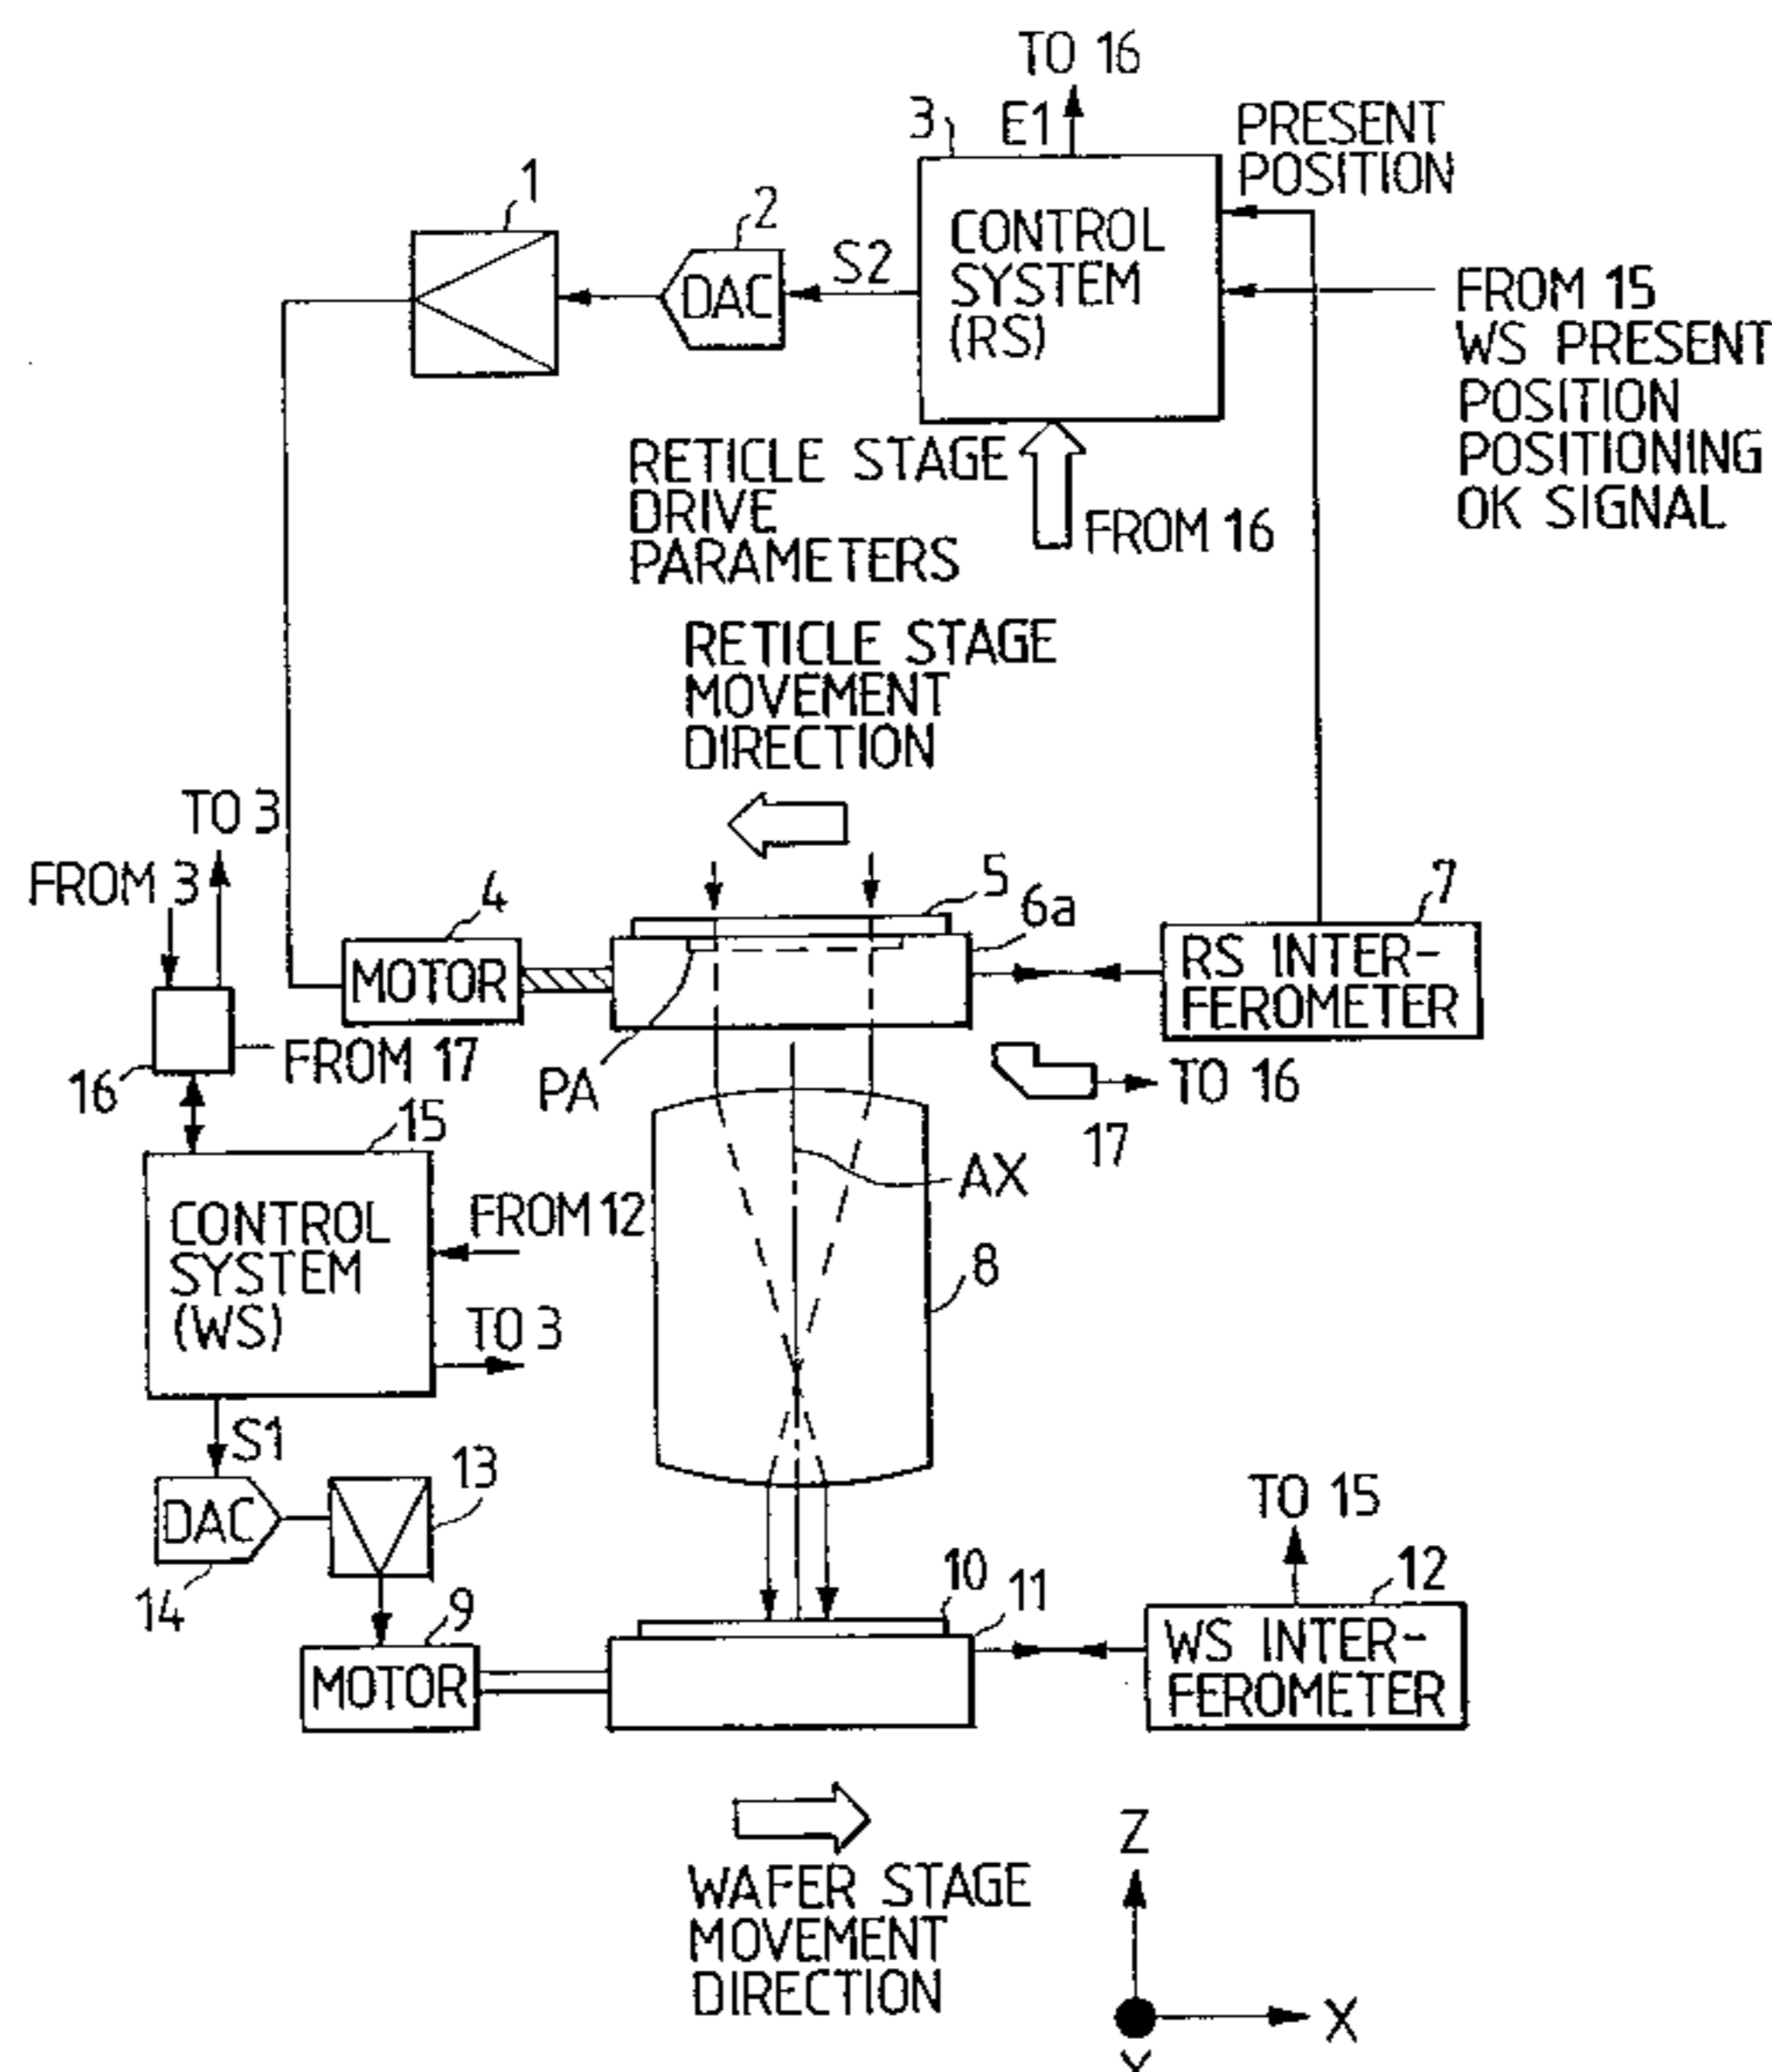 TO 16
3
E1
PRESENT
POSITION
1
2
DAC
S2
CONTROL
SYSTEM
(RS)
FROM 15
WS PRESENT
POSITION
POSITIONING
OK SIGNAL
RETICLE STAGE
DRIVE
PARAMETERS
FROM 16
RETICLE STAGE
MOVEMENT
DIRECTION
TO 3
FROM 3
4
MOTOR
5
6a
7
RS INTER-
FEROMETER
16
FROM 17
PA
TO 16
17
15
CONTROL
SYSTEM
(WS)
FROM 12
TO 3
AX
8
S1
DAC
14
13
9
MOTOR
10
11
TO 15
12
WS INTER-
FEROMETER
WAFER STAGE
MOVEMENT
DIRECTION
Z
X
Y